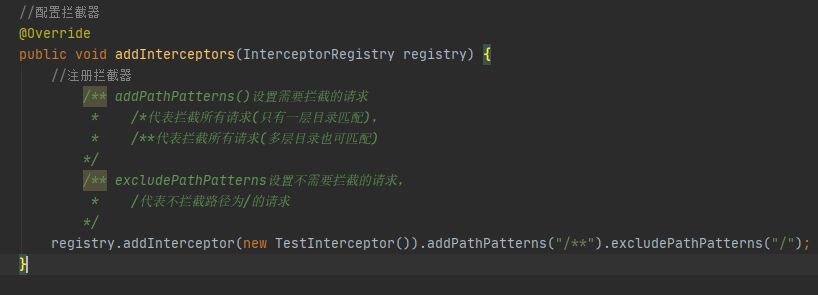 //配置拦截器
@Override
public void addInterceptors(InterceptorRegistry registry) {
//注册拦截器
/** addPathPatterns()设置需要拦截的请求
*    /*代表拦截所有请求(只有一层目录匹配),
*    /**代表拦截所有请求(多层目录也可匹配)
*/
/** excludePathPatterns设置不需要拦截的请求,
*    /代表不拦截路径为/的请求
*/
registry.addInterceptor(new TestInterceptor()).addPathPatterns("/**").excludePathPatterns("/");
}